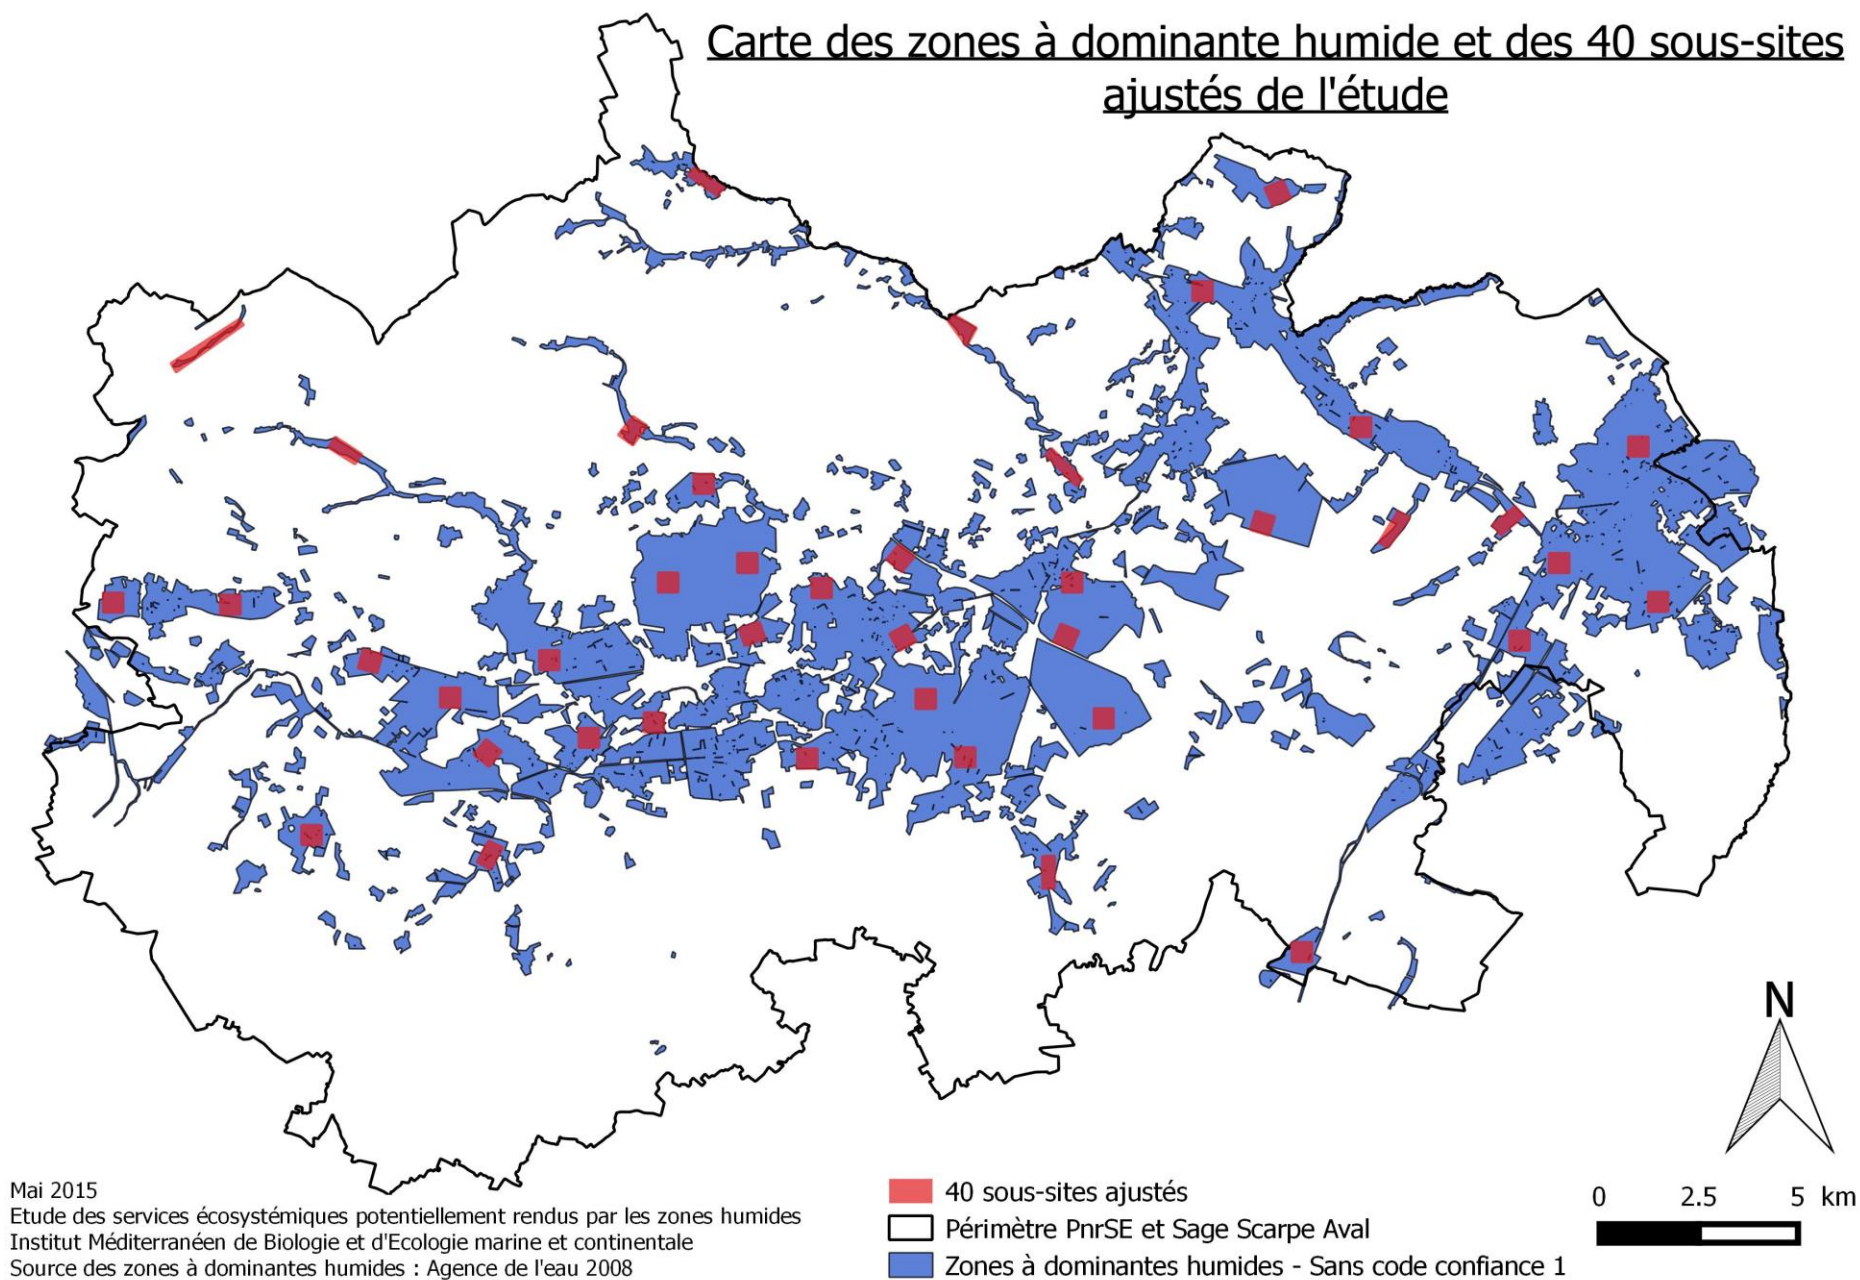 Carte des zones à dominante humide et des 40 sous-sites
ajustés de l'étude
N
Mai 2015
Etude des services écosystémiques potentiellement rendus par les zones humides
Institut Méditerranéen de Biologie et d'Ecologie marine et continentale
Source des zones à dominantes humides : Agence de l'eau 2008
40 sous-sites ajustés
Périmètre PnrSE et Sage Scarpe Aval
Zones à dominantes humides - Sans code confiance 1
0 2.5 5 km